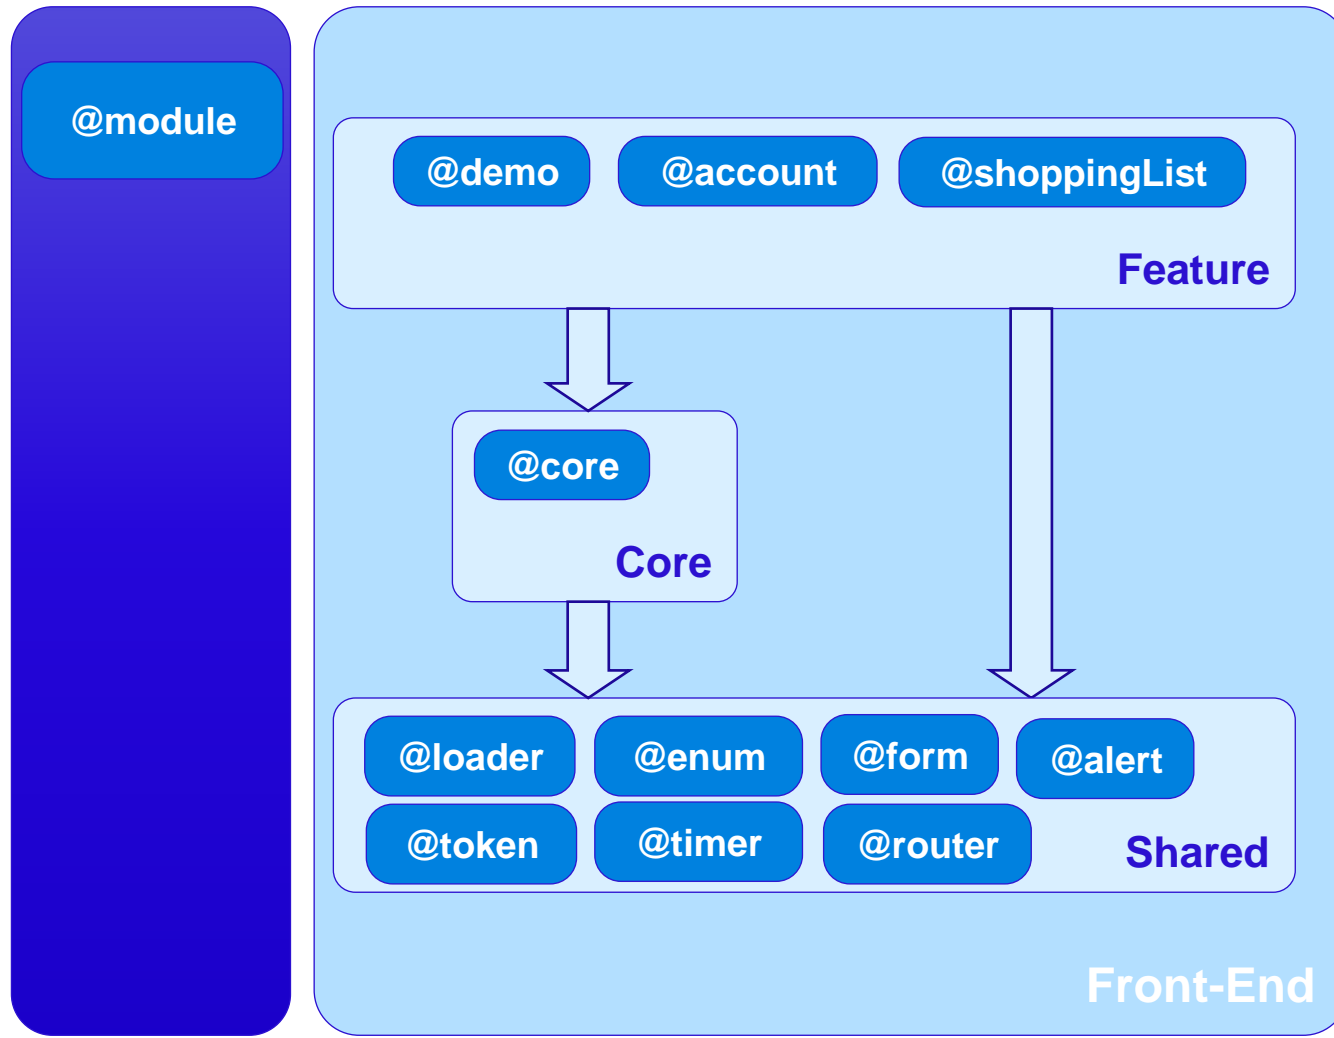 @module
@demo
@account
@shoppingList
Feature
@core
Core
@loader
@enum
@form
@alert
@token
@timer
@router
Shared
Front-End